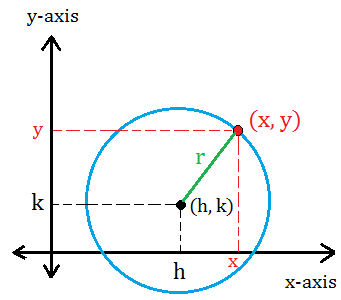 y-axis
y
(x, y)
r
k
(h, k)
h
x
x-axis